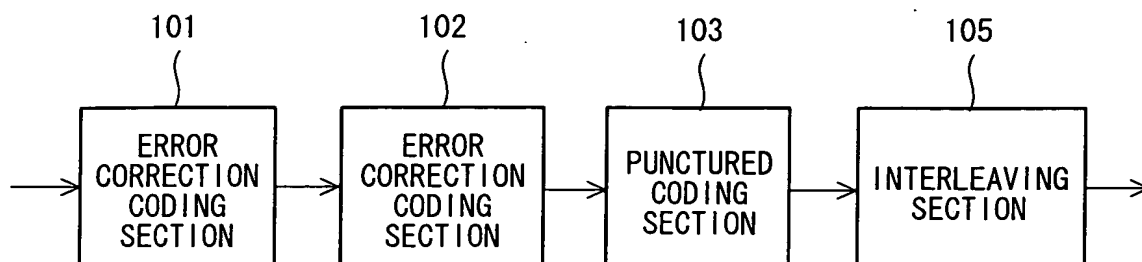 101
102
103
105
ERROR
CORRECTION
CODING
SECTION
ERROR
CORRECTION
CODING
SECTION
PUNCTURED
CODING
SECTION
INTERLEAVING
SECTION